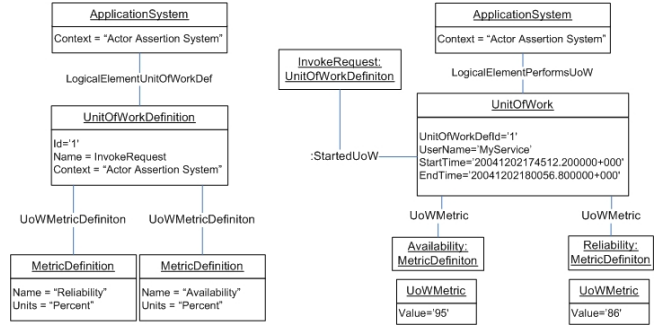 ApplicationSystem
Context = “Actor Assertion System”
LogicalElementUnitOfWorkDef
UnitOfWorkDefinition
Id=‘1’
Name = InvokeRequest
Context = “Actor Assertion System”
UoWMetricDefiniton
UoWMetricDefiniton
MetricDefinition
Name = “Reliability”
Units = “Percent”
MetricDefinition
Name = “Availability”
Units = “Percent”
ApplicationSystem
Context = “Actor Assertion System”
InvokeRequest:
UnitOfWorkDefiniton
LogicalElementPerformsUoW
UnitOfWork
UnitOfWorkDefId=‘1’
UserName=‘MyService’
StartTime=‘20041202174512.200000+000’
EndTime=‘20041202180056.800000+000’
:StartedUoW
UoWMetric
UoWMetric
Availability:
MetricDefiniton
Reliability:
MetricDefiniton
UoWMetric
Value=‘95’
UoWMetric
Value=‘86’